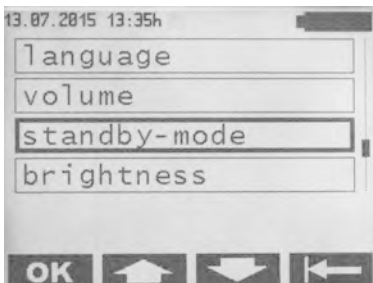 13.07.2015 13:35h
language
volume
standby-mode
brightness
OK